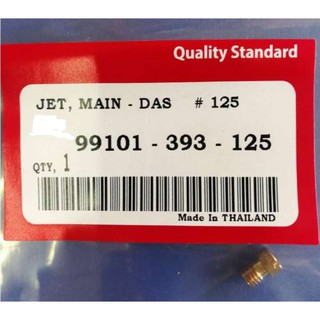 Quality Standard
JET, MAIN - DAS # 125
99101 - 393 - 125
QTY, 1
Made In THAILAND